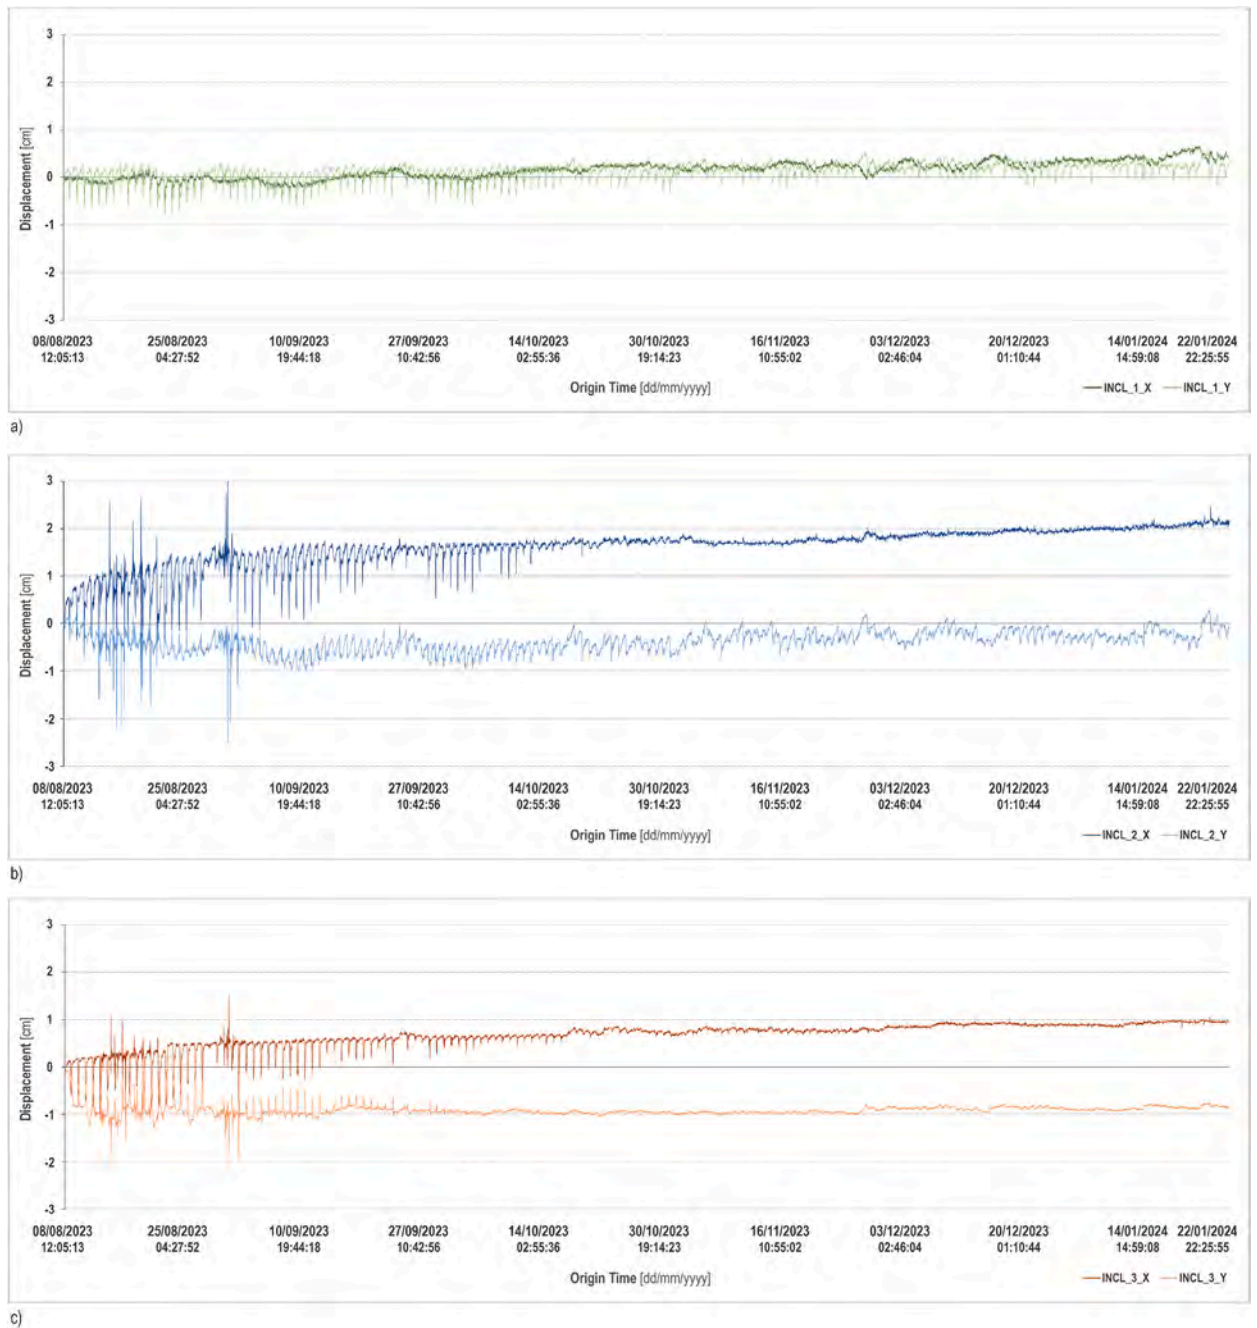 3
2
1
0
-1
-2
-3
Displacement [cm]
08/08/2023 25/08/2023 10/09/2023 27/09/2023 14/10/2023 30/10/2023 16/11/2023 03/12/2023 20/12/2023 14/01/2024 22/01/2024
12:05:13 04:27:52 19:44:18 10:42:56 02:55:36 19:14:23 10:55:02 02:46:04 01:10:44 14:59:08 22:25:55
Origin Time [dd/mm/yyyy]
INCL_1_X INCL_1_Y
a)
3
2
1
0
-1
-2
-3
Displacement [cm]
08/08/2023 25/08/2023 10/09/2023 27/09/2023 14/10/2023 30/10/2023 16/11/2023 03/12/2023 20/12/2023 14/01/2024 22/01/2024
12:05:13 04:27:52 19:44:18 10:42:56 02:55:36 19:14:23 10:55:02 02:46:04 01:10:44 14:59:08 22:25:55
Origin Time [dd/mm/yyyy]
INCL_2_X INCL_2_Y
b)
3
2
1
0
-1
-2
-3
Displacement [cm]
08/08/2023 25/08/2023 10/09/2023 27/09/2023 14/10/2023 30/10/2023 16/11/2023 03/12/2023 20/12/2023 14/01/2024 22/01/2024
12:05:13 04:27:52 19:44:18 10:42:56 02:55:36 19:14:23 10:55:02 02:46:04 01:10:44 14:59:08 22:25:55
Origin Time [dd/mm/yyyy]
INCL_3_X INCL_3_Y
c)